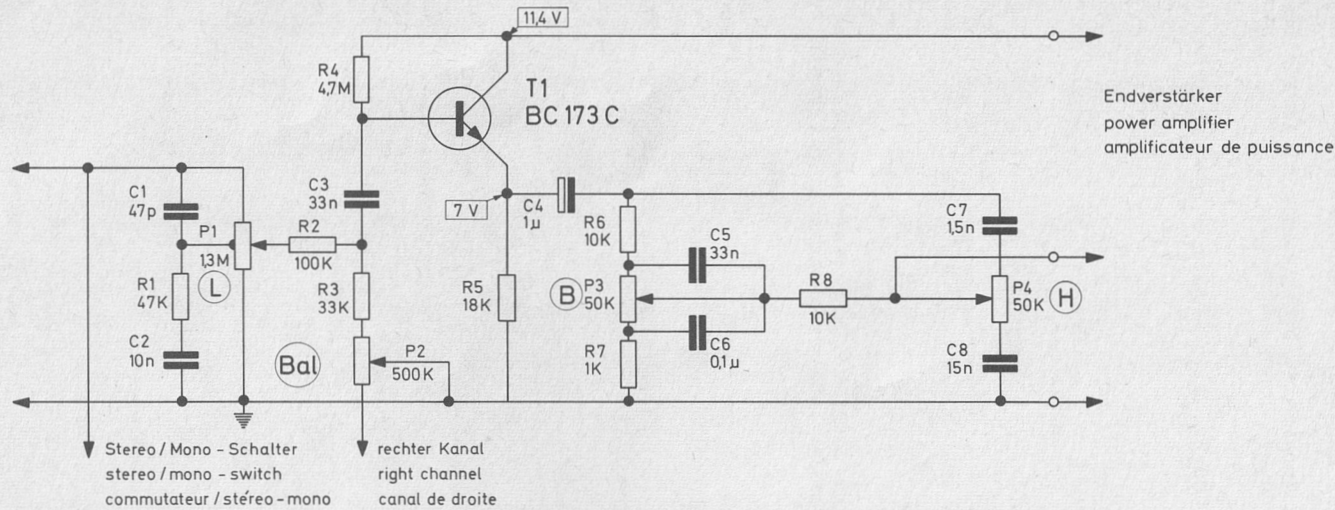 11,4 V
R4
4,7M
T1
BC 173 C
Endverstärker
power amplifier
amplificateur de puissance
C1
47p
C3
33n
P1
1,3M
R2
100K
7 V
C4
1µ
R6
10K
C5
33n
C7
1,5n
R1
47K
L
R3
33K
R5
18K
B
P3
50K
R8
10K
P4
50K
H
C2
10n
Bal
P2
500K
R7
1K
C6
0,1µ
C8
15n
Stereo / Mono - Schalter
stereo / mono - switch
commutateur / stéreo - mono
rechter Kanal
right channel
canal de droite